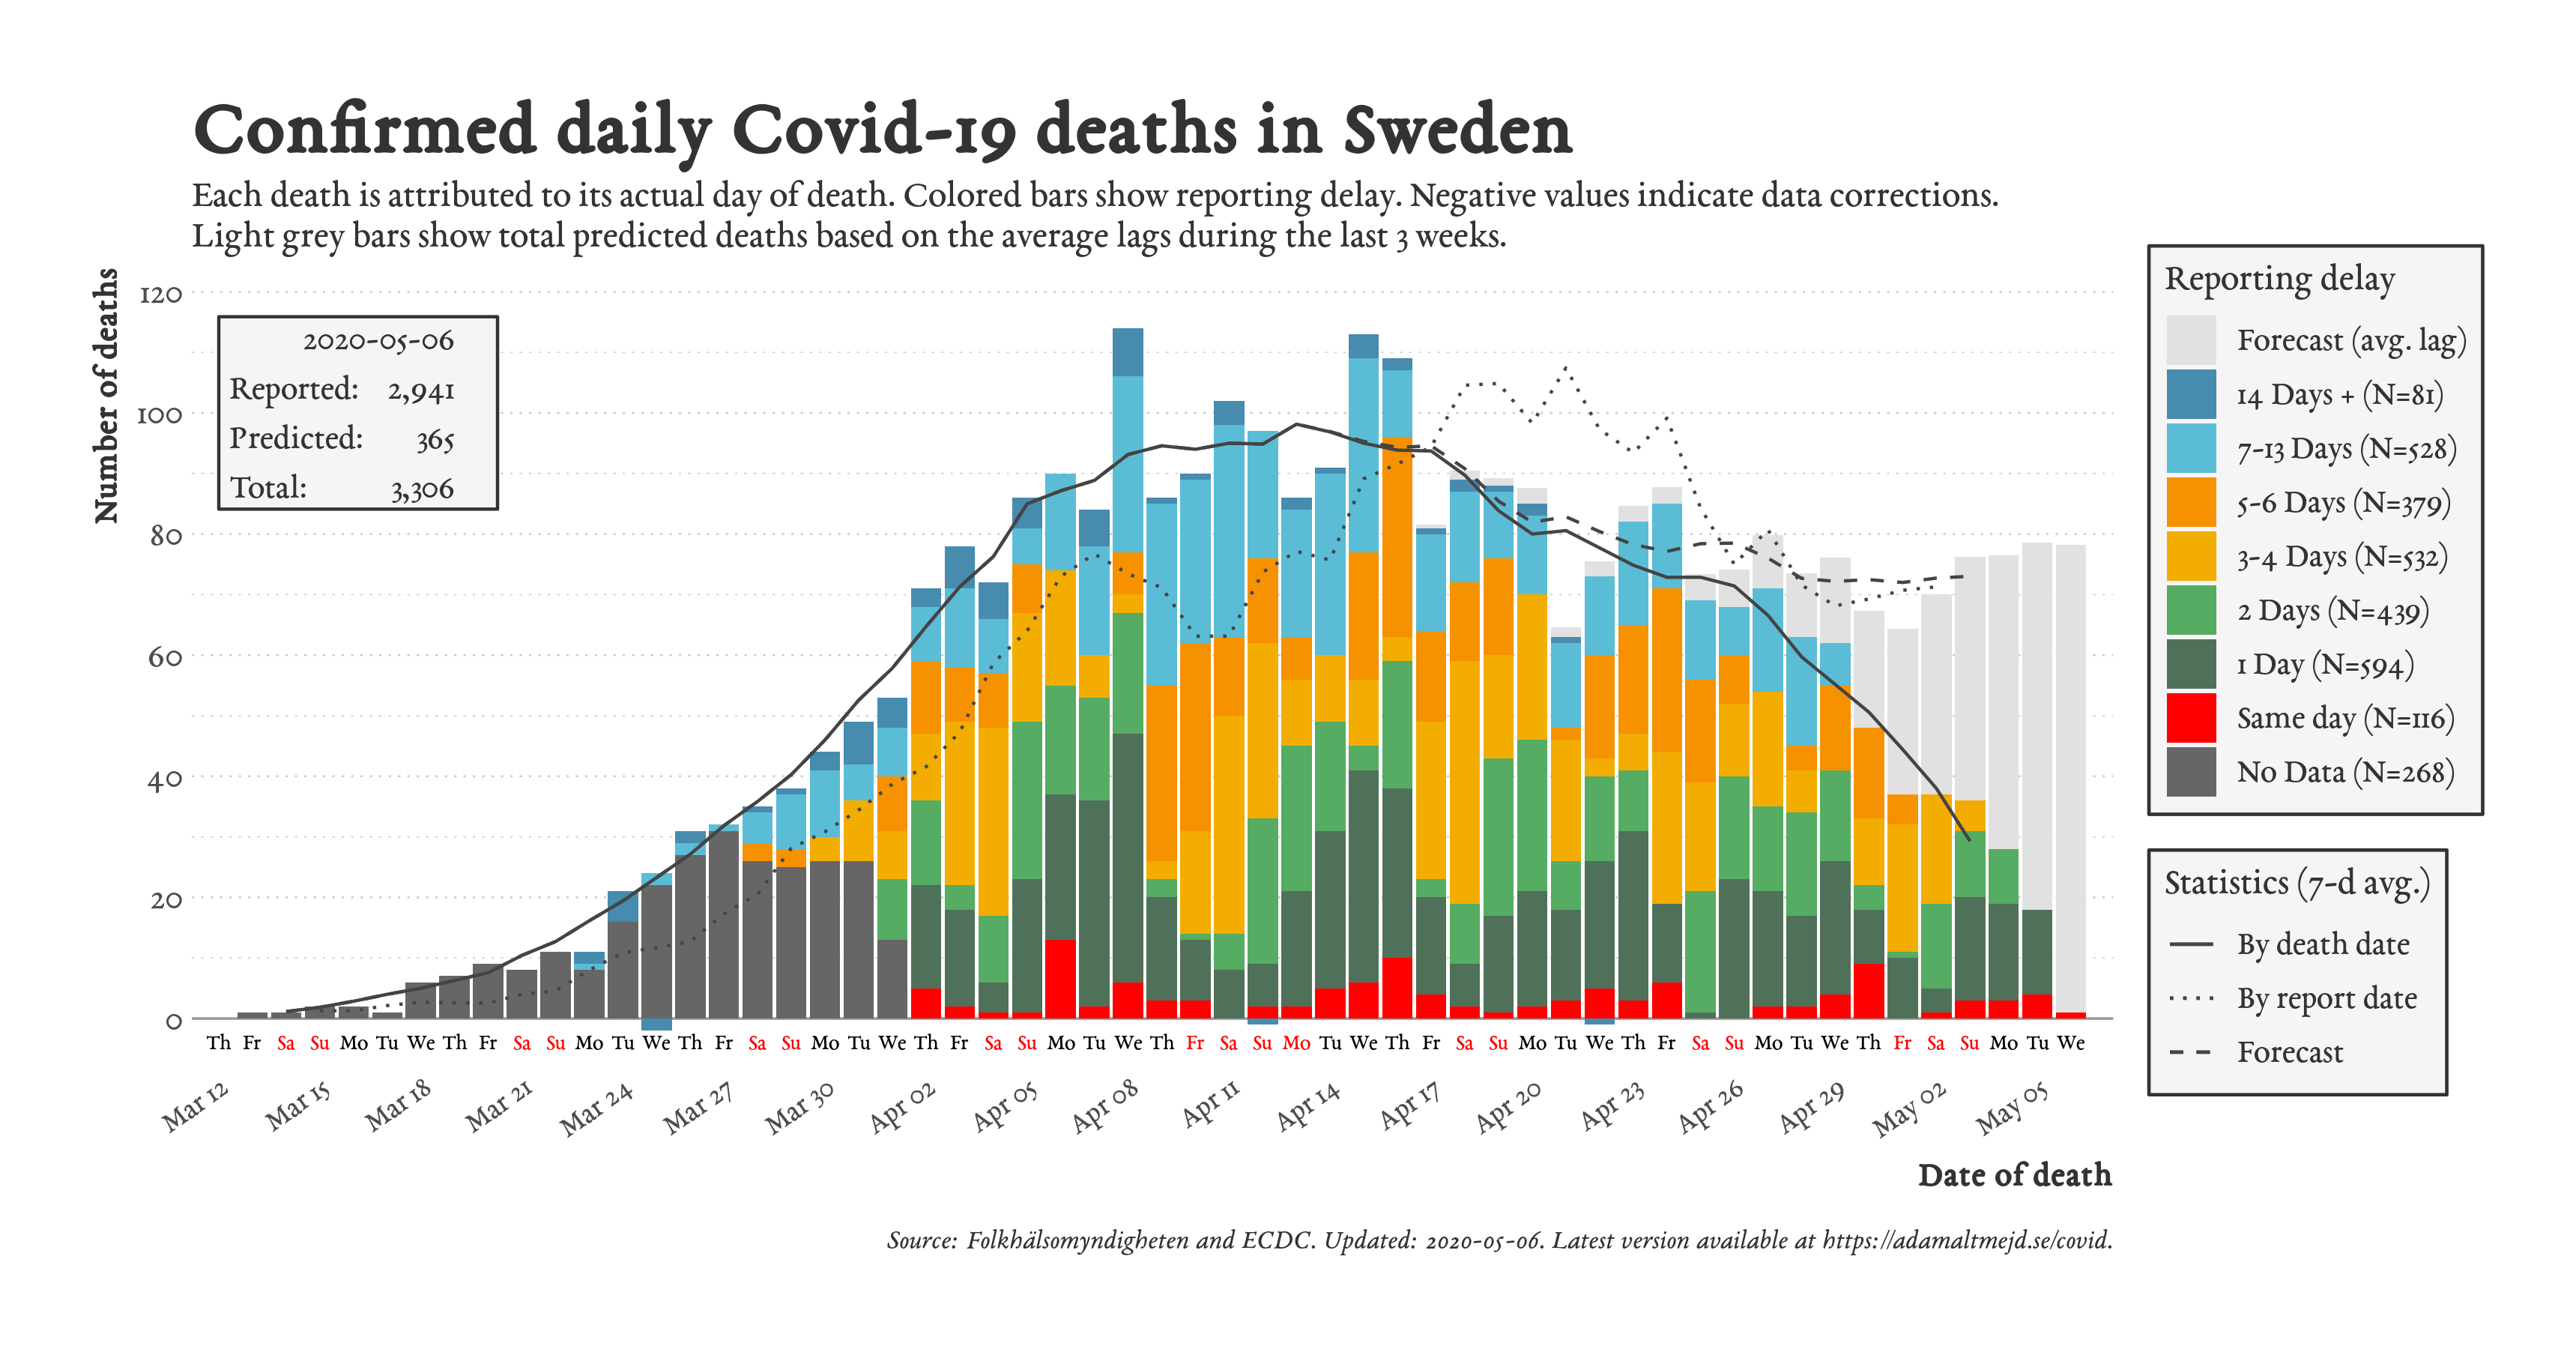 Confirmed daily Covid-19 deaths in Sweden
Each death is attributed to its actual day of death. Colored bars show reporting delay. Negative values indicate data corrections.
Light grey bars show total predicted deaths based on the average lags during the last 3 weeks.
Number of deaths
120
100
80
60
40
20
0
2020-05-06
Reported: 2,941
Predicted: 365
Total: 3,306
Th Fr Sa Su Mo Tu We Th Fr Sa Su Mo Tu We Th Fr Sa Su Mo Tu We Th Fr Sa Su Mo Tu We Th Fr Sa Su Mo Tu We Th Fr Sa Su Mo Tu We Th Fr Sa Su Mo Tu We Th Fr Sa Su Mo Tu We
Mar 12 Mar 15 Mar 18 Mar 21 Mar 24 Mar 27 Mar 30 Apr 02 Apr 05 Apr 08 Apr 11 Apr 14 Apr 17 Apr 20 Apr 23 Apr 26 Apr 29 May 02 May 05
Date of death
Reporting delay
Forecast (avg. lag)
14 Days + (N=81)
7-13 Days (N=528)
5-6 Days (N=379)
3-4 Days (N=532)
2 Days (N=439)
1 Day (N=594)
Same day (N=116)
No Data (N=268)
Statistics (7-d avg.)
By death date
By report date
Forecast
Source: Folkhälsomyndigheten and ECDC. Updated: 2020-05-06. Latest version available at https://adamaltmejd.se/covid.